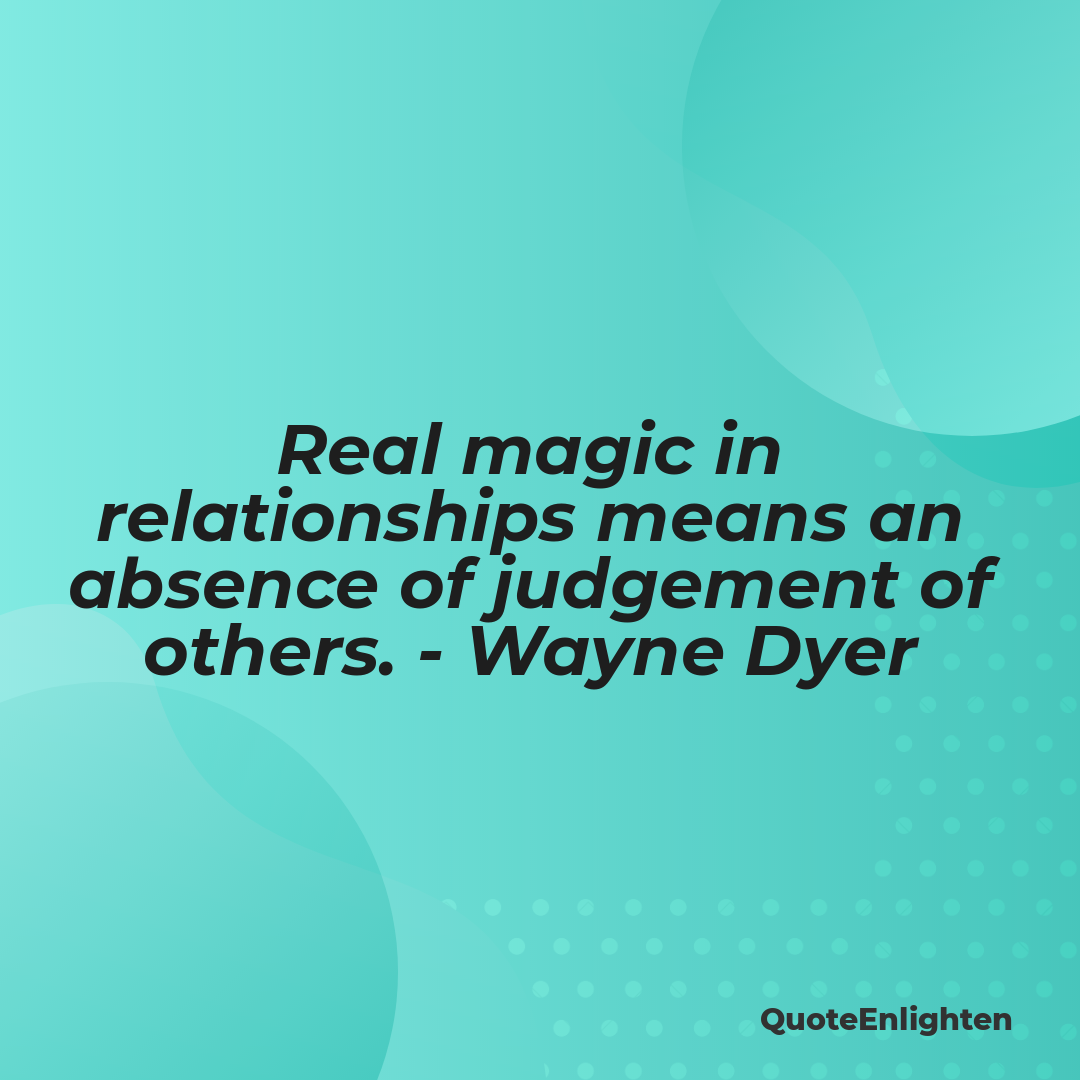 Real magic in
relationships means an
absence of judgement of
others. - Wayne Dyer
QuoteEnlighten